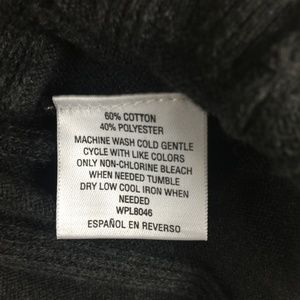 60% COTTON
40% POLYESTER
MACHINE WASH COLD GENTLE
CYCLE WITH LIKE COLORS
ONLY NON-CHLORINE BLEACH
WHEN NEEDED TUMBLE
DRY LOW COOL IRON WHEN
NEEDED
WPL8046
ESPAÑOL EN REVERSO